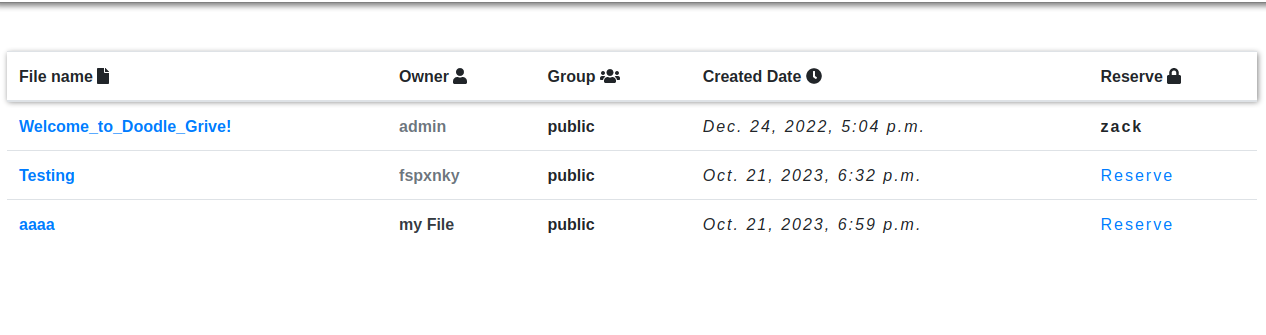 File name Owner Group Created Date Reserve
Welcome_to_Doodle_Grive! admin public Dec. 24, 2022, 5:04 p.m. zack
Testing fspxnky public Oct. 21, 2023, 6:32 p.m. Reserve
aaaa my File public Oct. 21, 2023, 6:59 p.m. Reserve